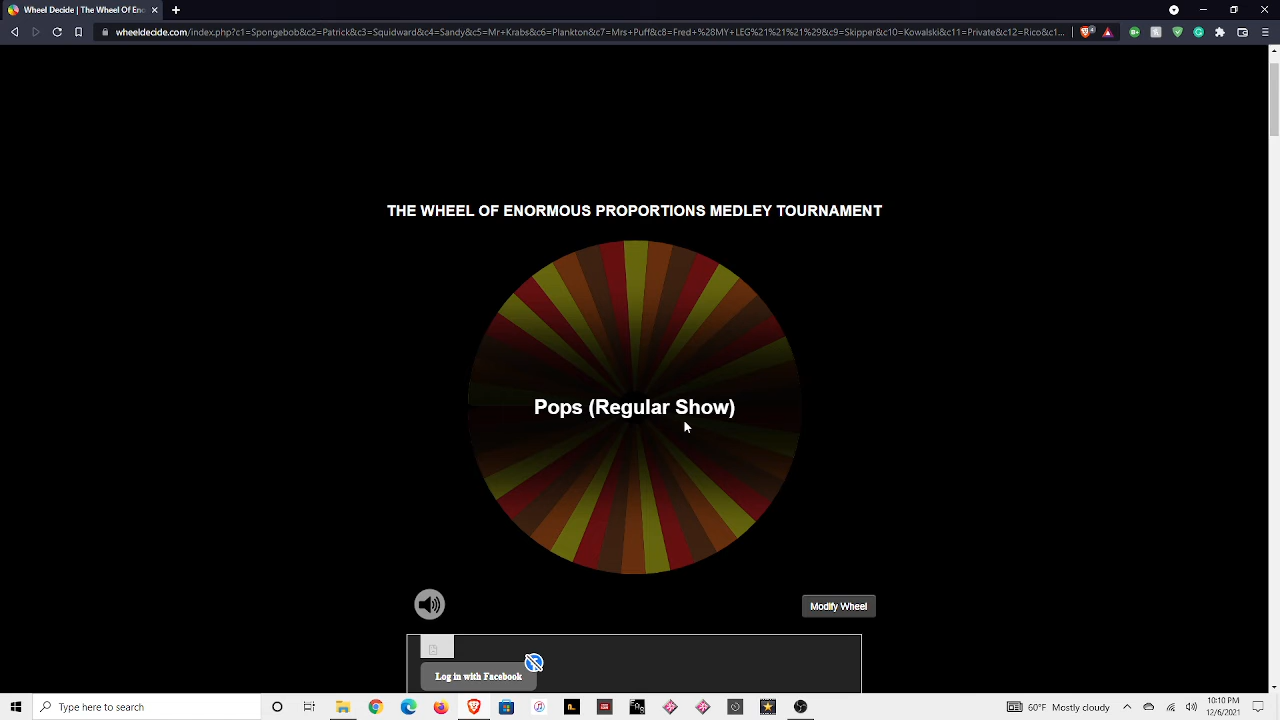 Wheel Decide | The Wheel Of Enc
wheeldecide.com/index.php?c1=Spongebob&c2=Patrick&c3=Squidward&c4=Sandy&c5=Mr+Krabs&c6=Plankton&c7=Mrs+Puff&c8=Fred+%28MY+LEG%21%21%21%29&c9=Skipper&c10=Kowalski&c11=Private&c12=Rico&c1...
THE WHEEL OF ENORMOUS PROPORTIONS MEDLEY TOURNAMENT
Pops (Regular Show)
Modify Wheel
Log in with Facebook
Type here to search
60°F Mostly cloudy
10:10 PM
12/6/2021